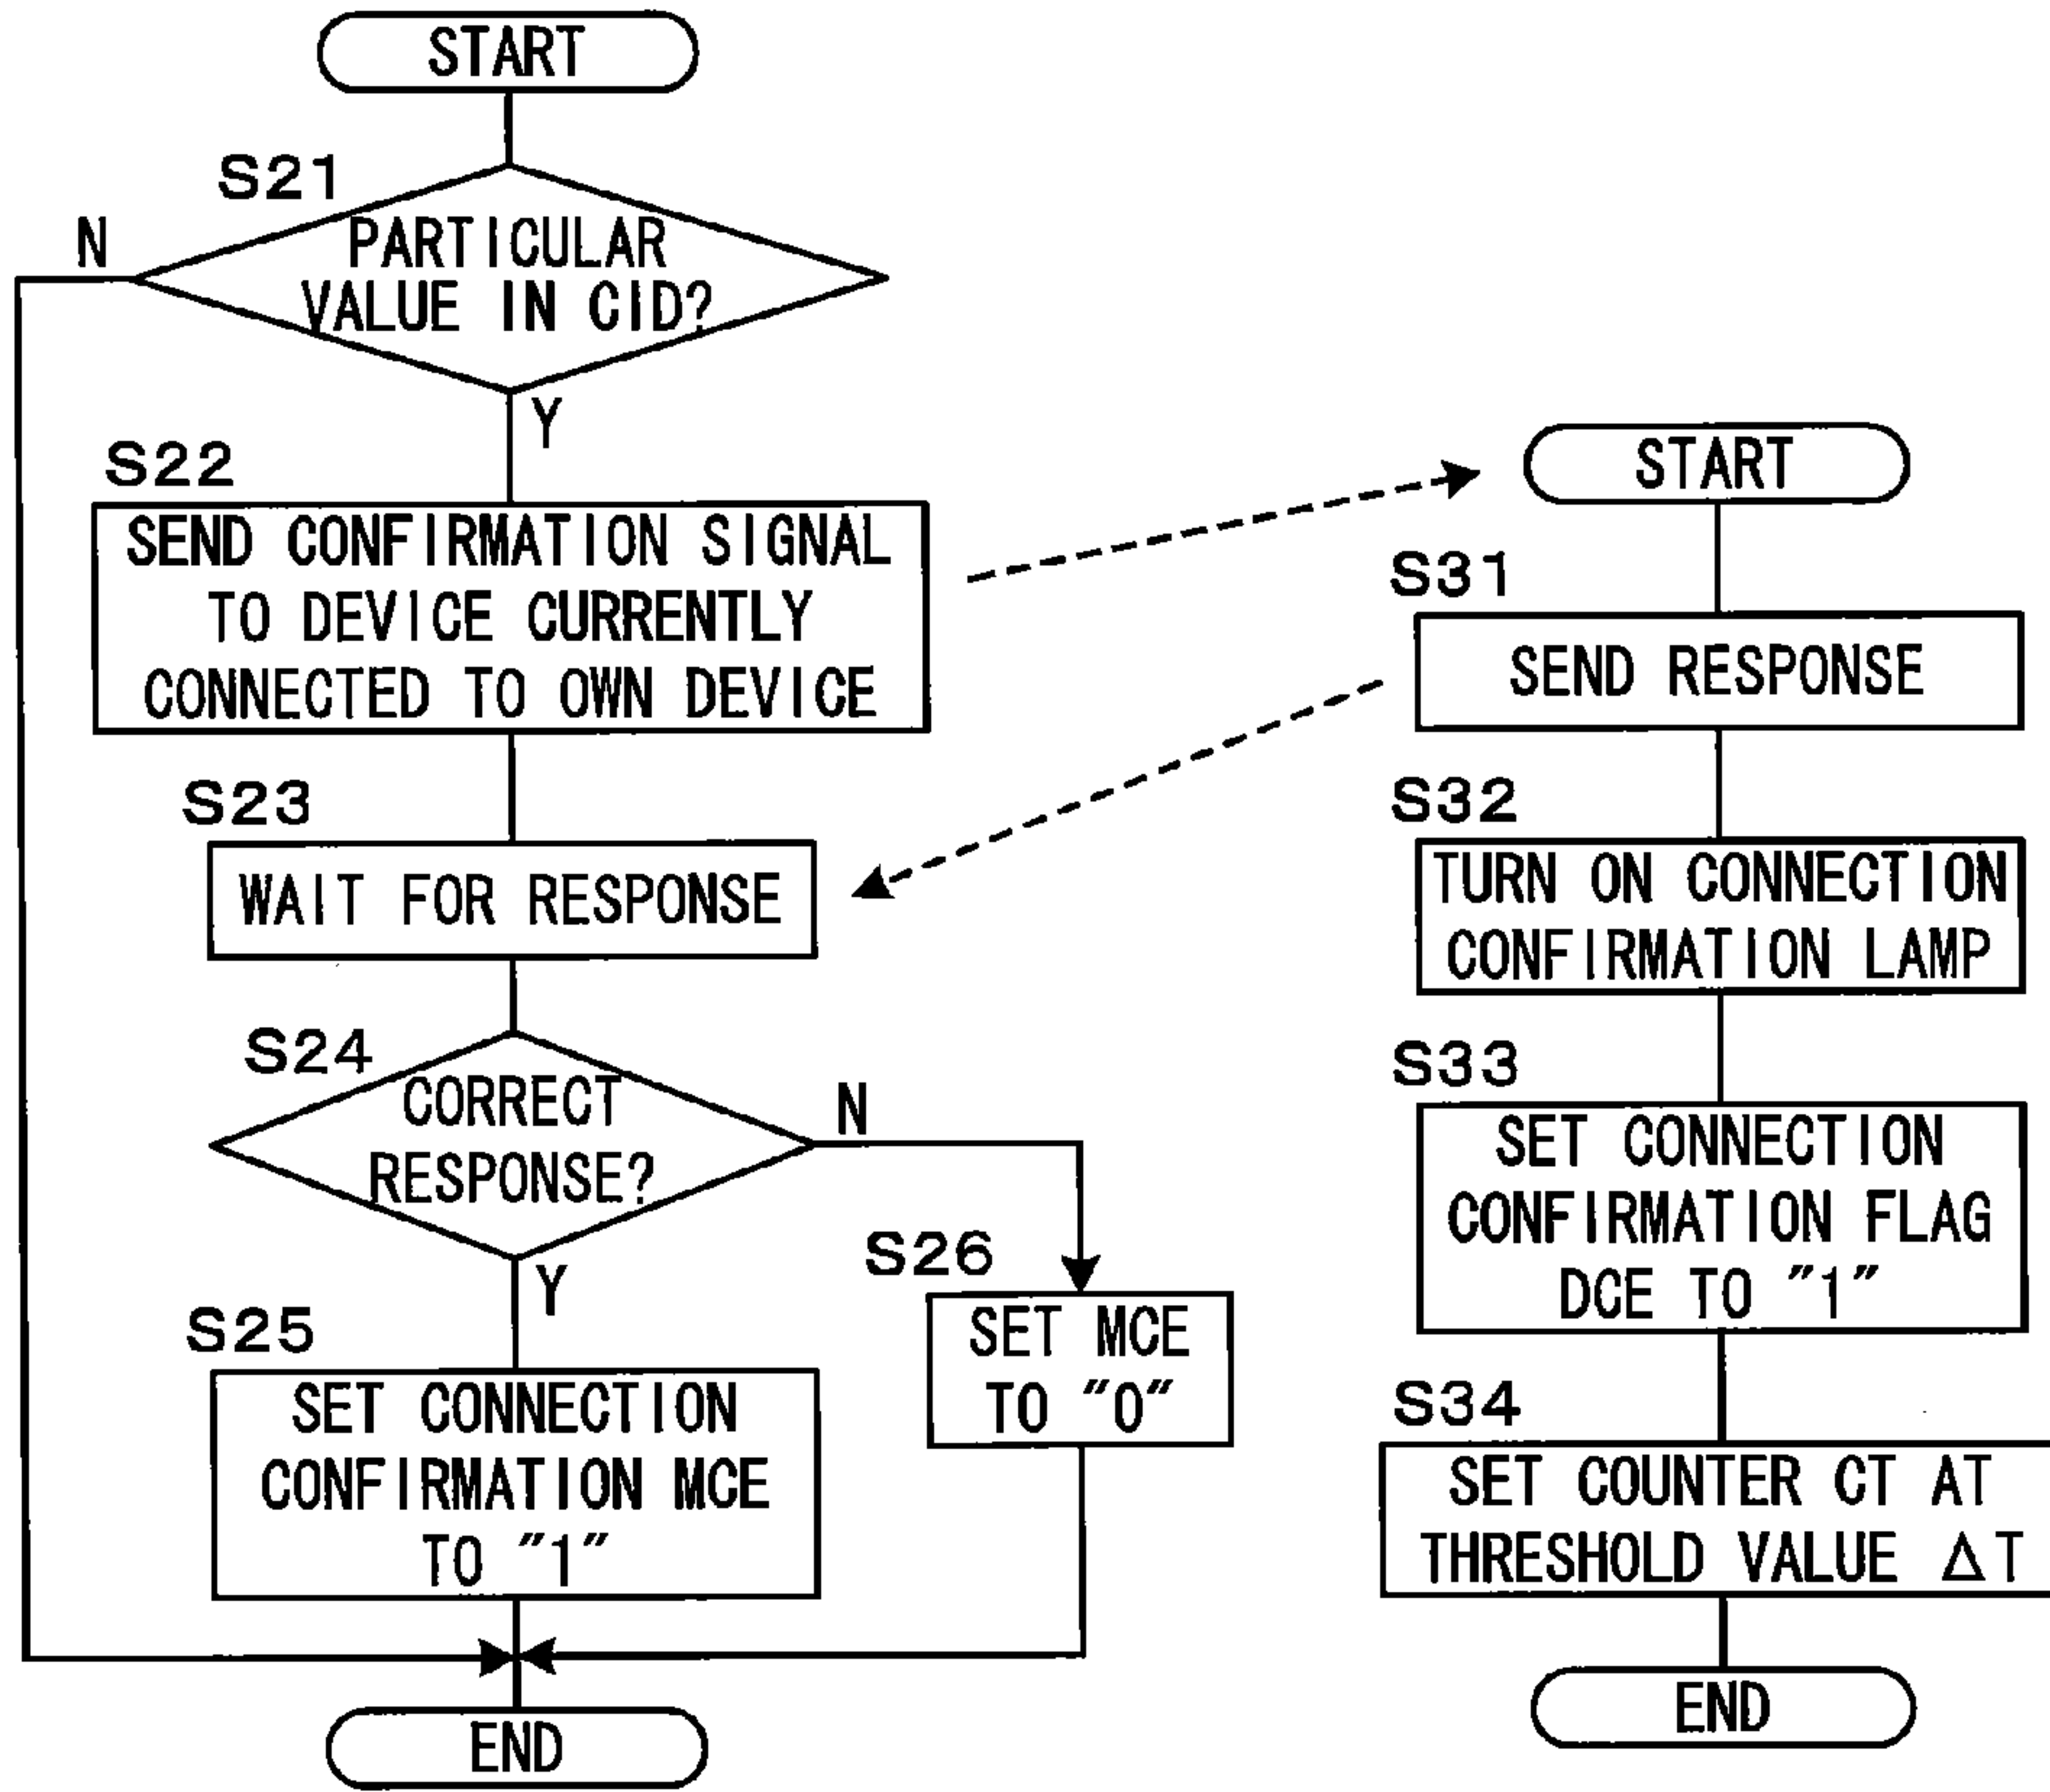 START
S21
N
PARTICULAR
VALUE IN CID?
Y
S22
SEND CONFIRMATION SIGNAL
TO DEVICE CURRENTLY
CONNECTED TO OWN DEVICE
S23
WAIT FOR RESPONSE
S24
CORRECT
RESPONSE?
N
Y
S25
SET CONNECTION
CONFIRMATION MCE
TO "1"
S26
SET MCE
TO "0"
END
START
S31
SEND RESPONSE
S32
TURN ON CONNECTION
CONFIRMATION LAMP
S33
SET CONNECTION
CONFIRMATION FLAG
DCE TO "1"
S34
SET COUNTER CT AT
THRESHOLD VALUE ΔT
END